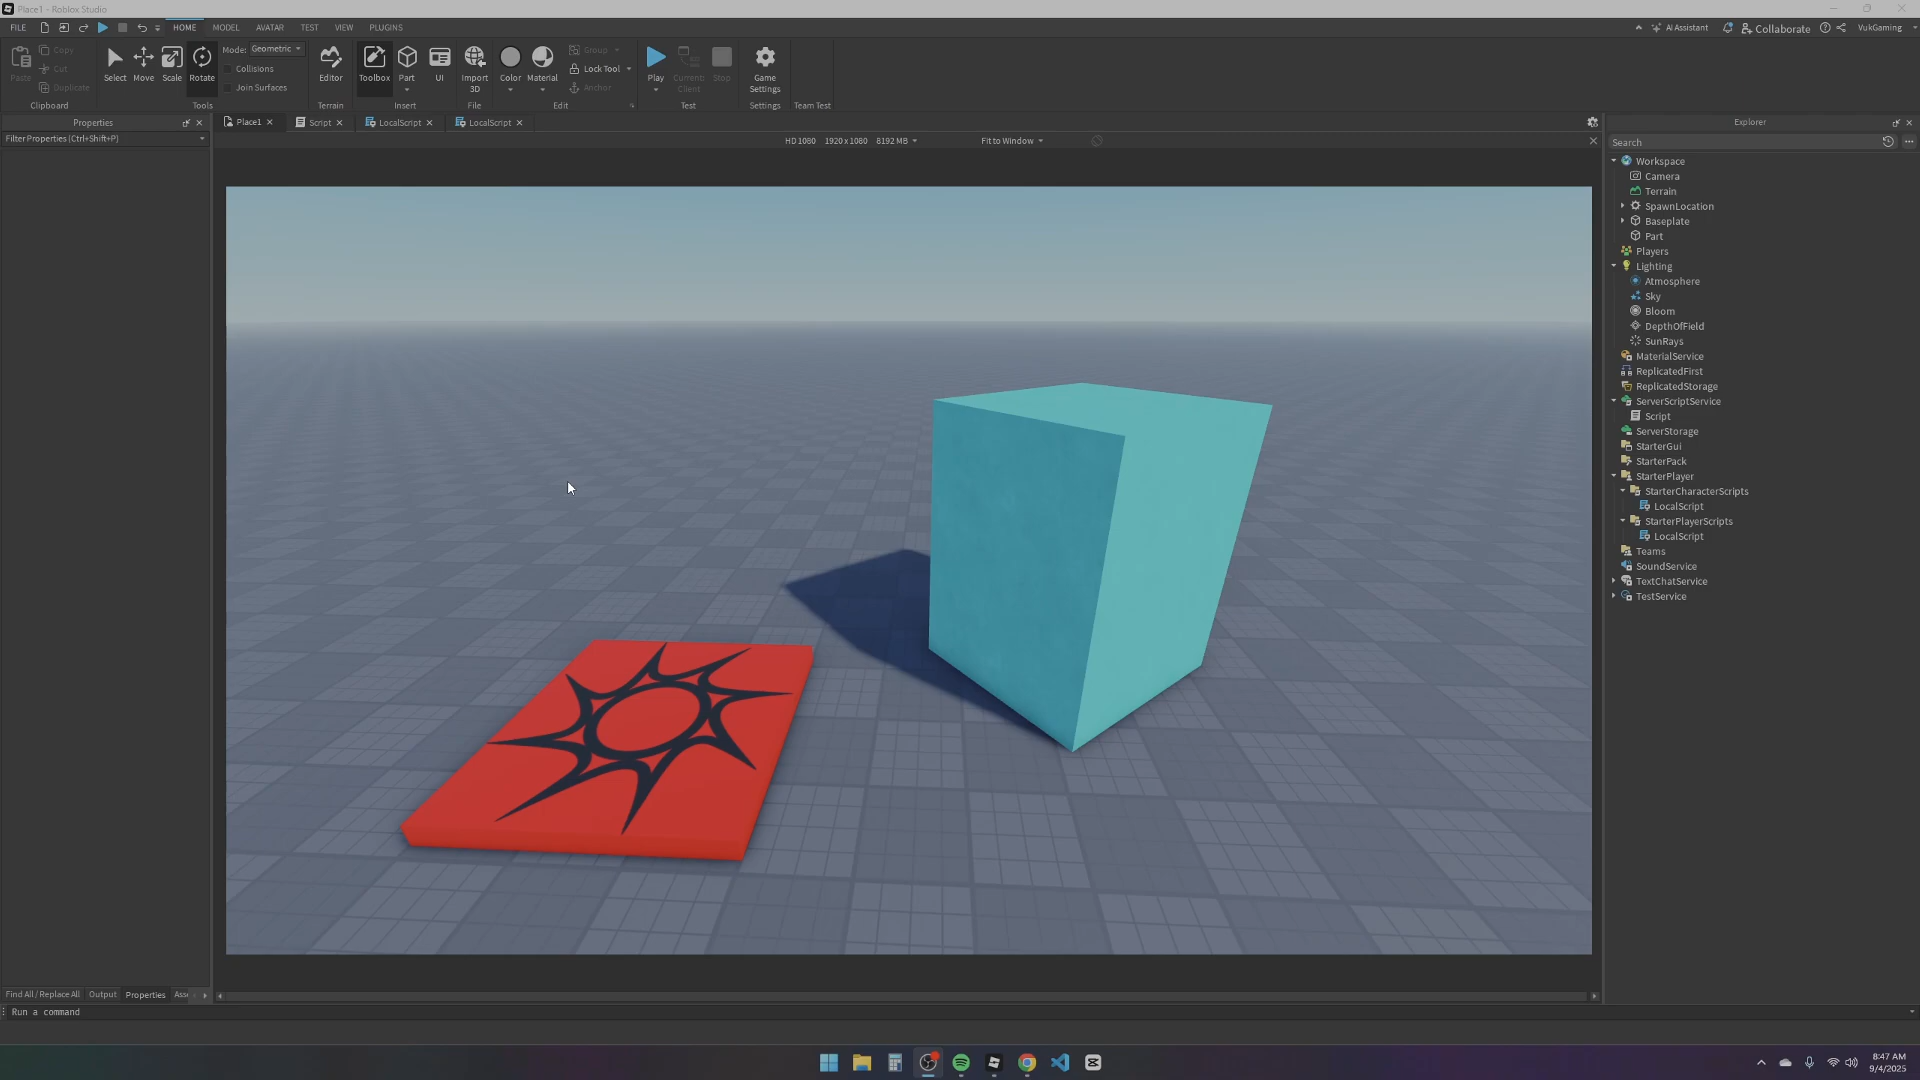 Place1 - Roblox Studio
FILE HOME MODEL AVATAR TEST VIEW PLUGINS AI Assistant Collaborate VukGaming
Paste Copy Cut Duplicate Select Move Scale Rotate Mode: Geometric Collisions Join Surfaces Editor Toolbox Part UI Import 3D Color Material Group Lock Tool Anchor Play Current Client Stop Game Settings
Clipboard Tools Terrain Insert File Edit Test Settings Team Test
Properties Place1 Script LocalScript LocalScript Explorer
Filter Properties (Ctrl+Shift+P) HD 1080 1920 x 1080 8192 MB Fit to Window Search
Workspace
Camera
Terrain
SpawnLocation
Baseplate
Part
Players
Lighting
Atmosphere
Sky
Bloom
DepthOfField
SunRays
MaterialService
ReplicatedFirst
ReplicatedStorage
ServerScriptService
Script
ServerStorage
StarterGui
StarterPack
StarterPlayer
StarterCharacterScripts
LocalScript
StarterPlayerScripts
LocalScript
Teams
SoundService
TextChatService
TestService
Find All / Replace All Output Properties Ass
Run a command
8:47 AM
9/4/2025